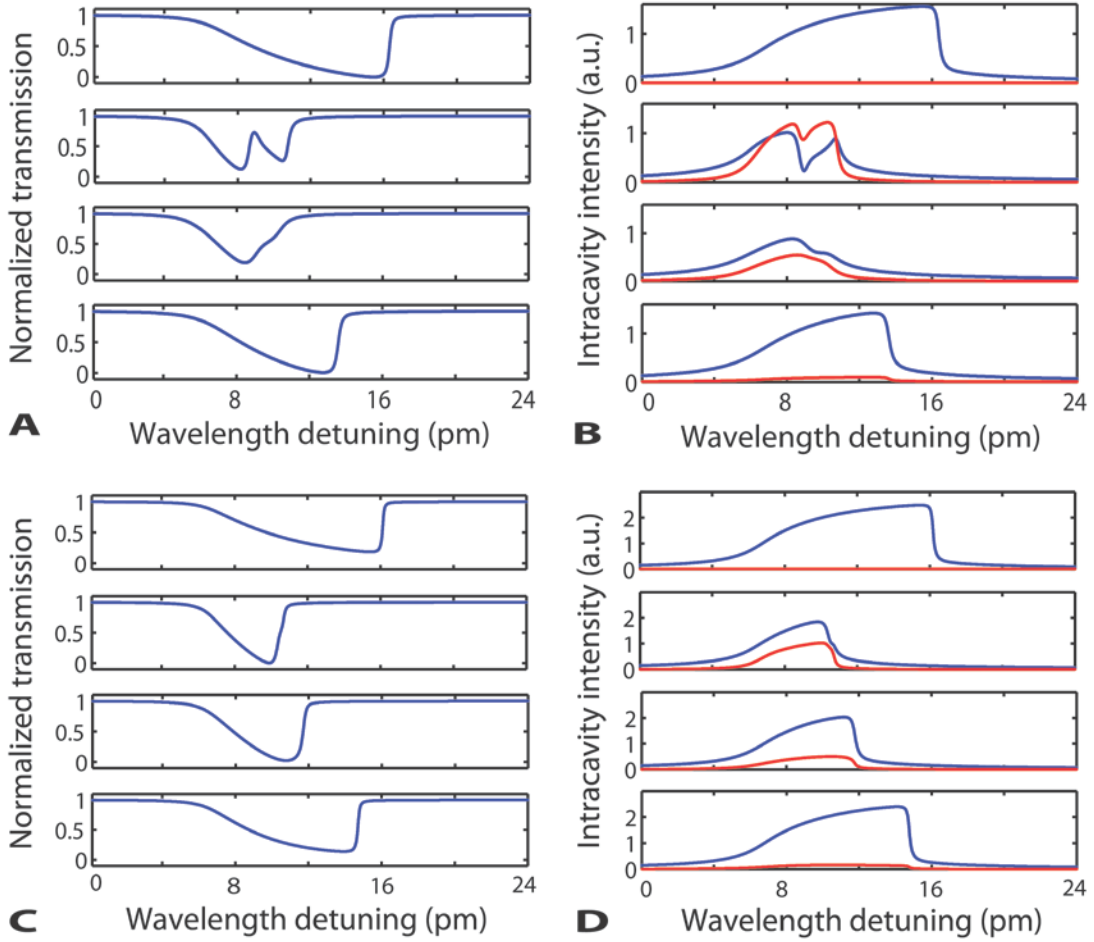 Normalized transmission
1
0.5
0
1
0.5
0
1
0.5
0
1
0.5
0
0 8 16 24
Wavelength detuning (pm)
A
Intracavity intensity (a.u.)
1
0
1
0
1
0
1
0
0 8 16 24
Wavelength detuning (pm)
B
Normalized transmission
1
0.5
0
1
0.5
0
1
0.5
0
1
0.5
0
0 8 16 24
Wavelength detuning (pm)
C
Intracavity intensity (a.u.)
2
1
0
2
1
0
2
1
0
2
1
0
0 8 16 24
Wavelength detuning (pm)
D